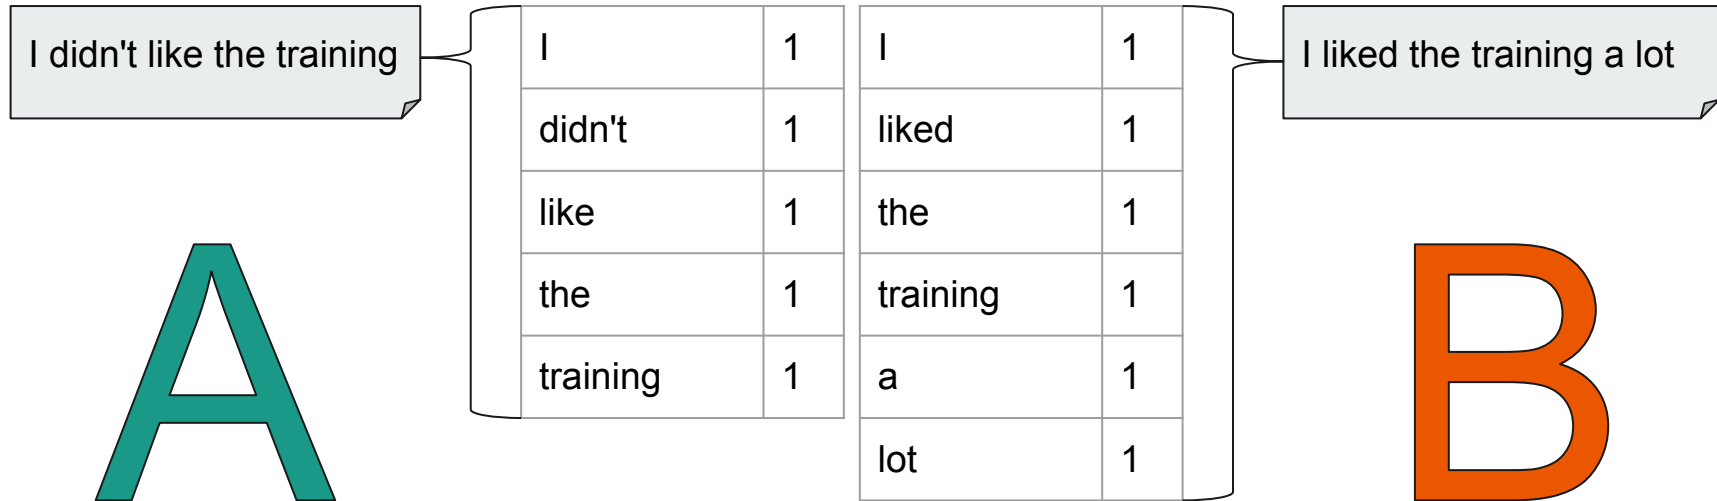 I didn't like the training
I 1
didn't 1
like 1
the 1
training 1
I 1
liked 1
the 1
training 1
a 1
lot 1
I liked the training a lot
A
B